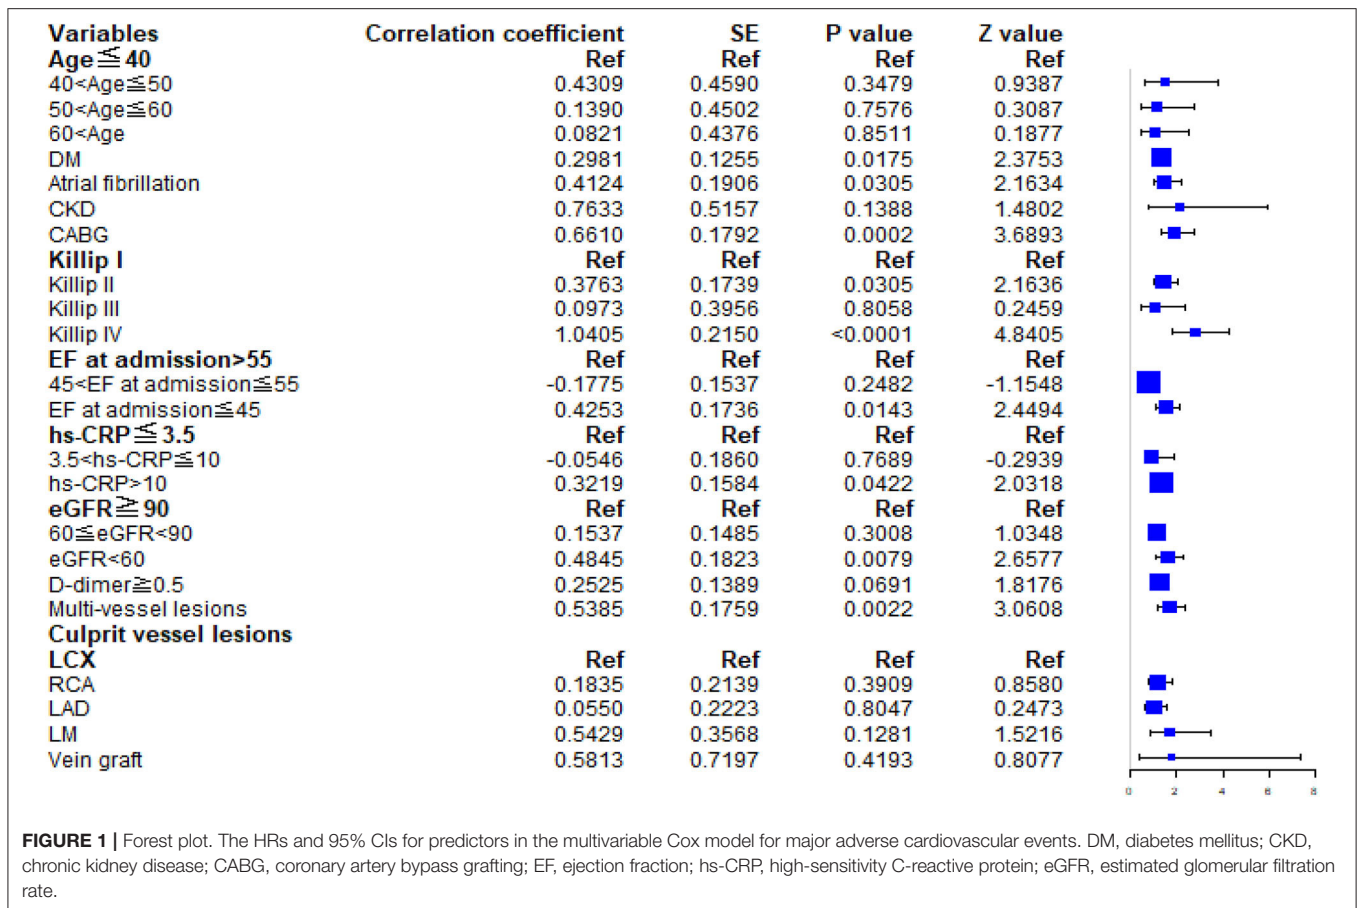 Variables Correlation coefficient SE P value Z value
Age≦40 Ref Ref Ref Ref
40<Age≦50 0.4309 0.4590 0.3479 0.9387
50<Age≦60 0.1390 0.4502 0.7576 0.3087
60<Age 0.0821 0.4376 0.8511 0.1877
DM 0.2981 0.1255 0.0175 2.3753
Atrial fibrillation 0.4124 0.1906 0.0305 2.1634
CKD 0.7633 0.5157 0.1388 1.4802
CABG 0.6610 0.1792 0.0002 3.6893
Killip I Ref Ref Ref Ref
Killip II 0.3763 0.1739 0.0305 2.1636
Killip III 0.0973 0.3956 0.8058 0.2459
Killip IV 1.0405 0.2150 <0.0001 4.8405
EF at admission>55 Ref Ref Ref Ref
45<EF at admission≦55 -0.1775 0.1537 0.2482 -1.1548
EF at admission≦45 0.4253 0.1736 0.0143 2.4494
hs-CRP≦3.5 Ref Ref Ref Ref
3.5<hs-CRP≦10 -0.0546 0.1860 0.7689 -0.2939
hs-CRP>10 0.3219 0.1584 0.0422 2.0318
eGFR≧90 Ref Ref Ref Ref
60≦eGFR<90 0.1537 0.1485 0.3008 1.0348
eGFR<60 0.4845 0.1823 0.0079 2.6577
D-dimer≧0.5 0.2525 0.1389 0.0691 1.8176
Multi-vessel lesions 0.5385 0.1759 0.0022 3.0608
Culprit vessel lesions
LCX Ref Ref Ref Ref
RCA 0.1835 0.2139 0.3909 0.8580
LAD 0.0550 0.2223 0.8047 0.2473
LM 0.5429 0.3568 0.1281 1.5216
Vein graft 0.5813 0.7197 0.4193 0.8077
0 2 4 6 8
FIGURE 1 | Forest plot. The HRs and 95% CIs for predictors in the multivariable Cox model for major adverse cardiovascular events. DM, diabetes mellitus; CKD,
chronic kidney disease; CABG, coronary artery bypass grafting; EF, ejection fraction; hs-CRP, high-sensitivity C-reactive protein; eGFR, estimated glomerular filtration
rate.